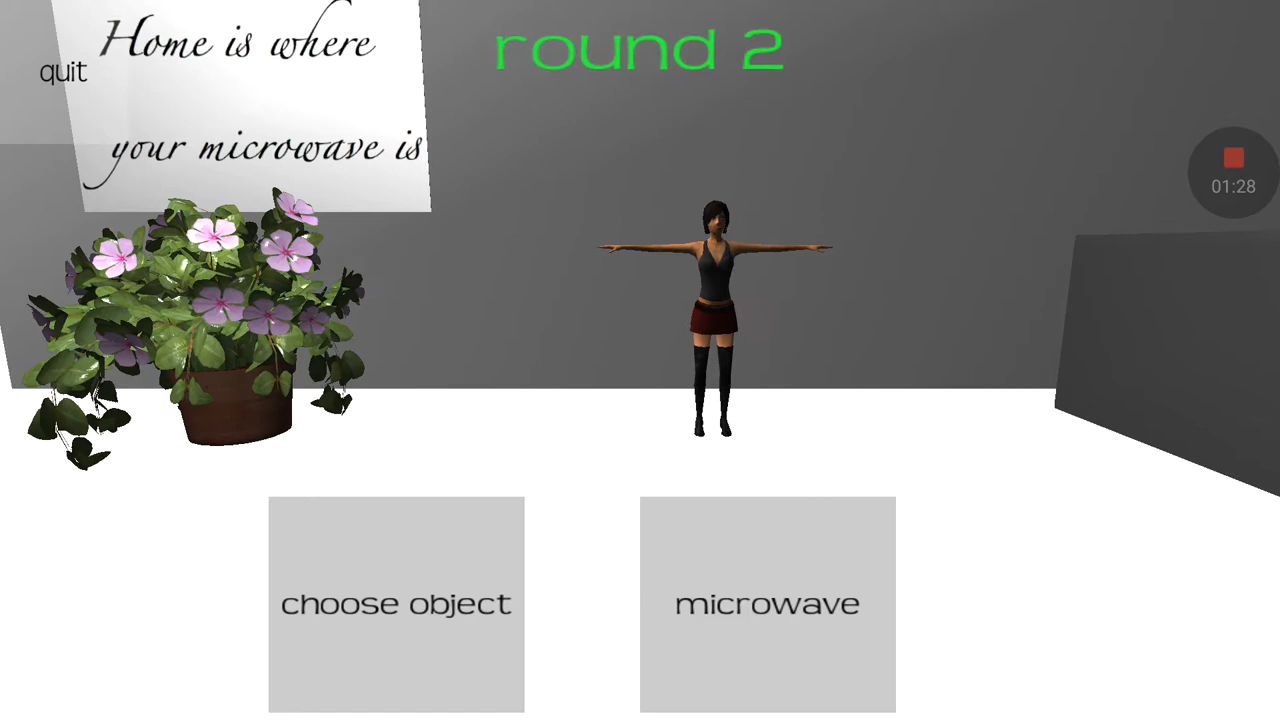 Home is where
quit
your microwave is
round 2
01:28
choose object
microwave